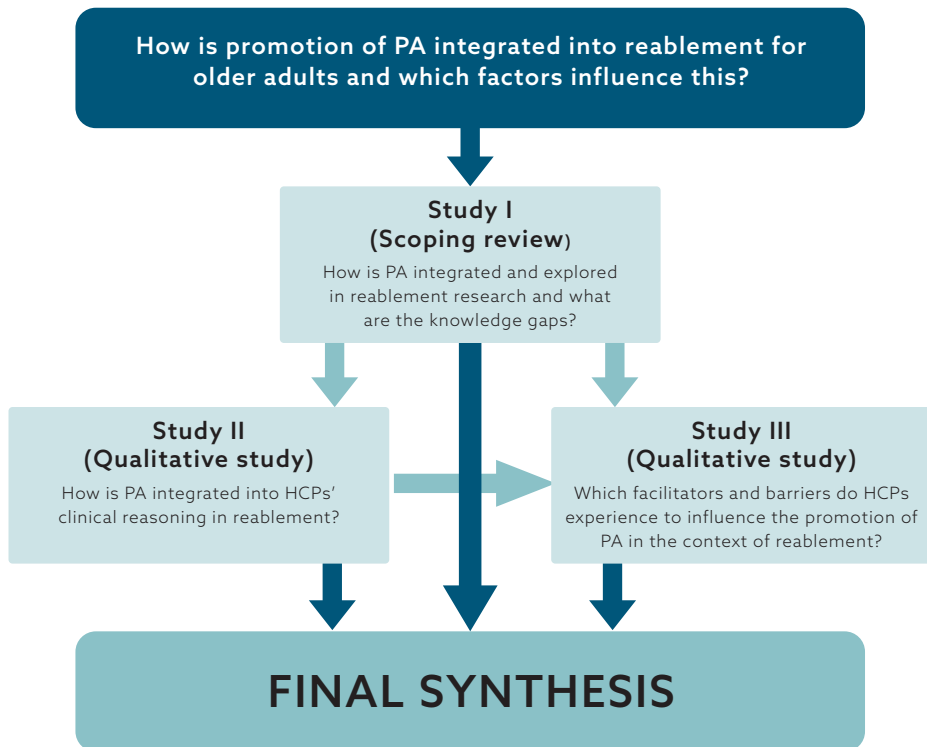 How is promotion of PA integrated into reablement for
older adults and which factors influence this?
Study I
(Scoping review)
How is PA integrated and explored
in reablement research and what
are the knowledge gaps?
Study II
(Qualitative study)
How is PA integrated into HCPs’
clinical reasoning in reablement?
Study III
(Qualitative study)
Which facilitators and barriers do HCPs
experience to influence the promotion of
PA in the context of reablement?
FINAL SYNTHESIS